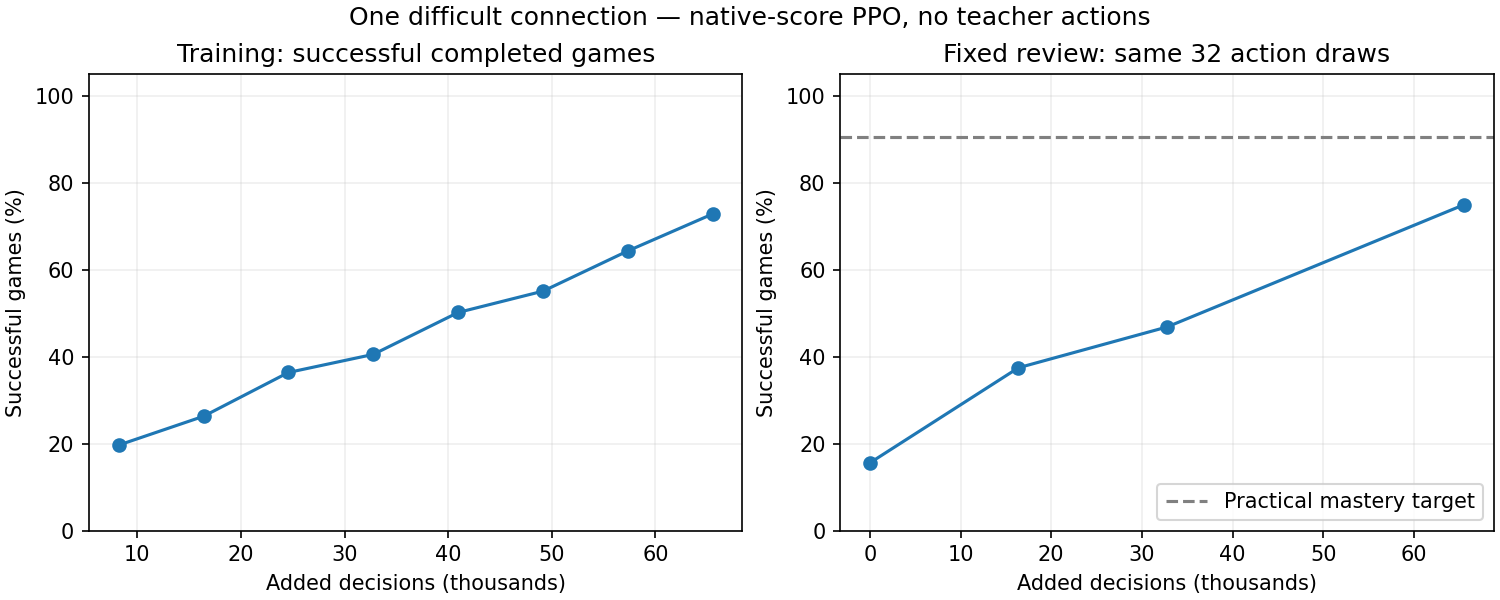 One difficult connection — native-score PPO, no teacher actions
Training: successful completed games
100
80
60
40
20
0
Successful games (%)
10 20 30 40 50 60
Added decisions (thousands)
Fixed review: same 32 action draws
100
80
60
40
20
0
Successful games (%)
Practical mastery target
0 10 20 30 40 50 60
Added decisions (thousands)